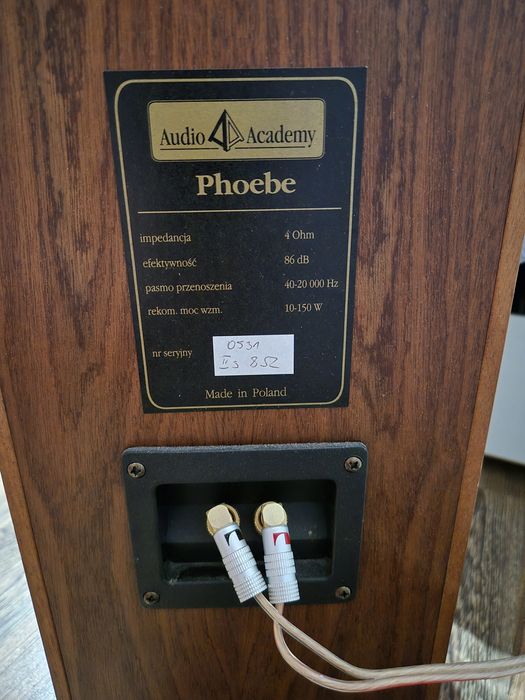 Audio Academy
Phoebe
impedancja 4 Ohm
efektywność 86 dB
pasmo przenoszenia 40-20 000 Hz
rekom. moc wzm. 10-150 W
nr seryjny 0531
852
Made in Poland